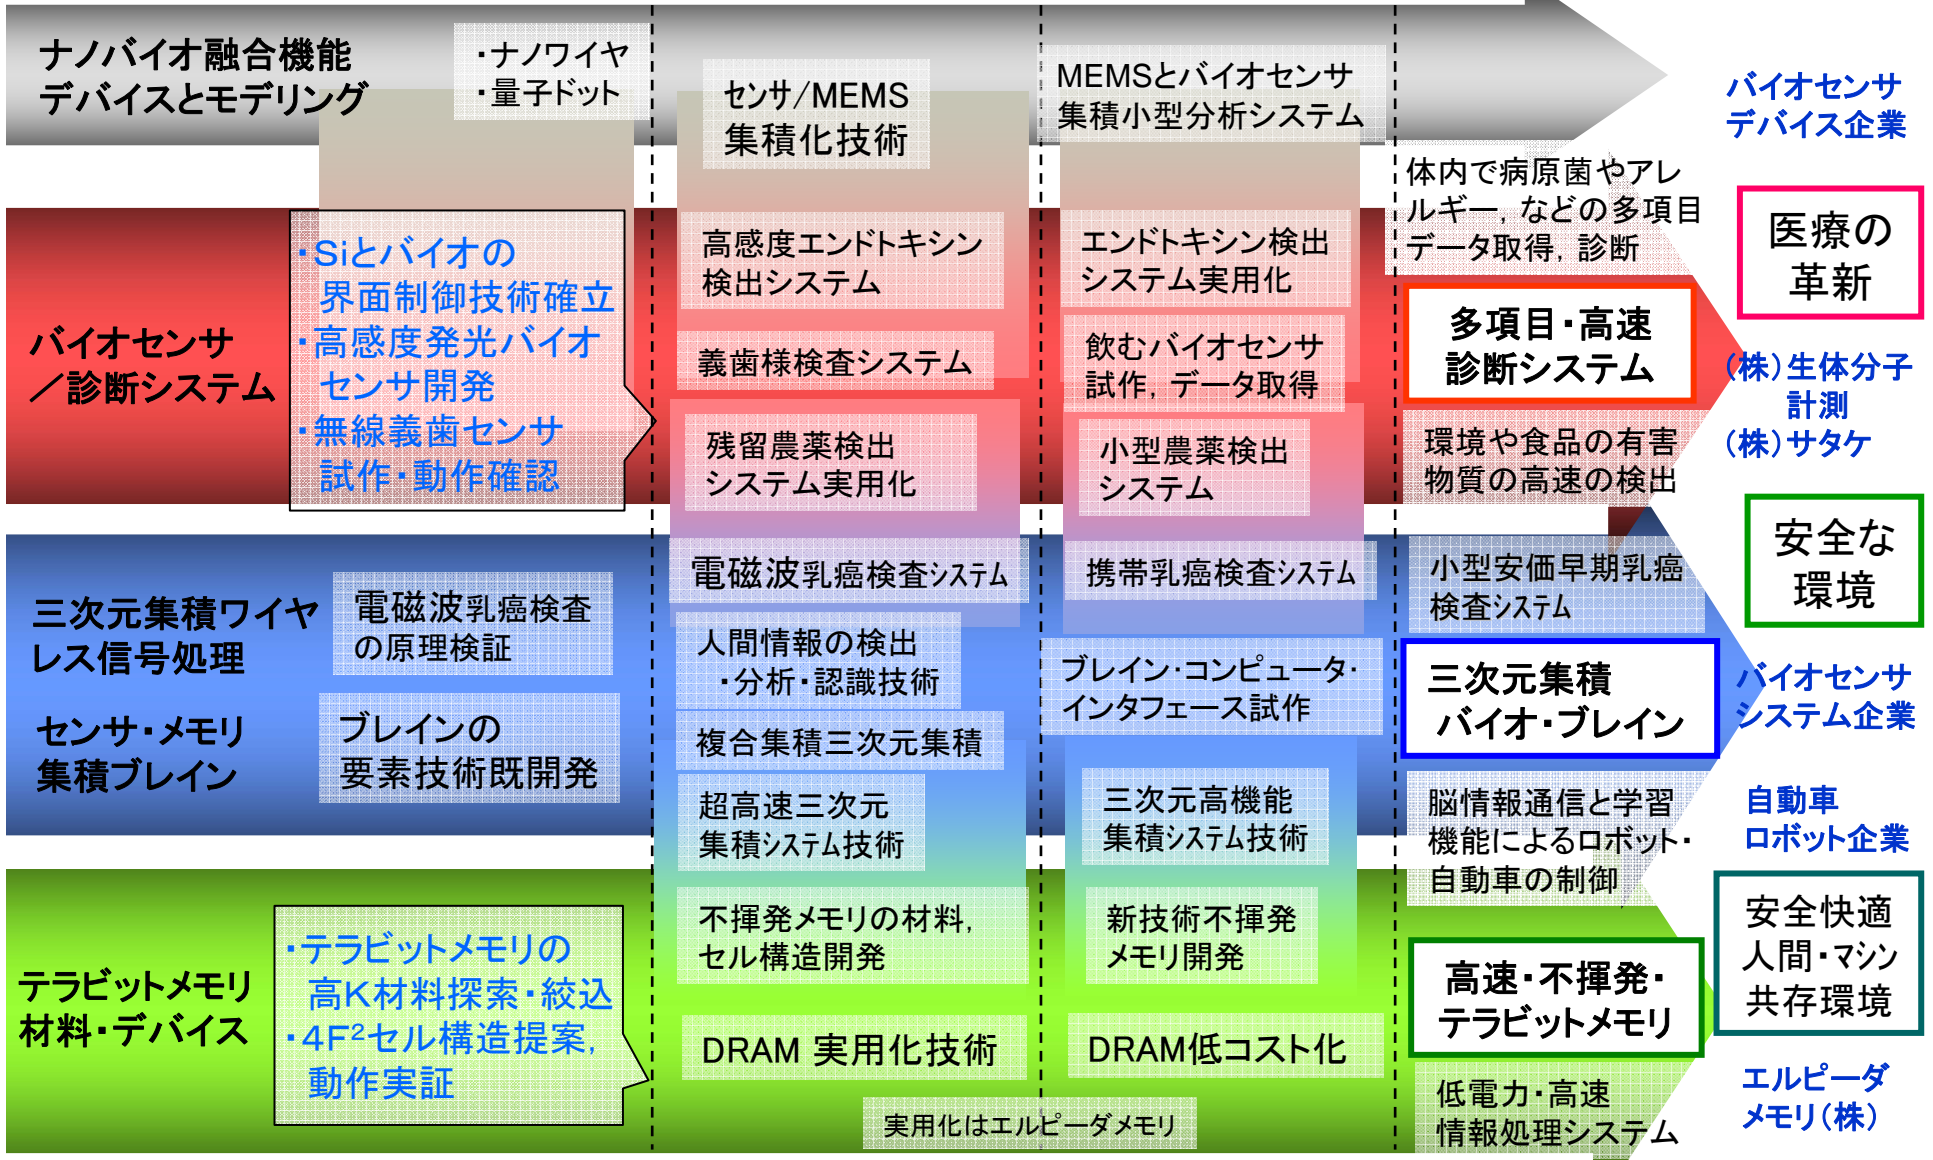 ナノバイオ融合機能
デバイスとモデリング
・ナノワイヤ
・量子ドット
センサ/MEMS
集積化技術
MEMSとバイオセンサ
集積小型分析システム
バイオセンサ
デバイス企業
バイオセンサ
／診断システム
・Siとバイオの
界面制御技術確立
・高感度発光バイオ
センサ開発
・無線義歯センサ
試作・動作確認
高感度エンドトキシン
検出システム
義歯様検査システム
残留農薬検出
システム実用化
エンドトキシン検出
システム実用化
飲むバイオセンサ
試作，データ取得
小型農薬検出
システム
体内で病原菌やアレ
ルギー，などの多項目
データ取得，診断
多項目・高速
診断システム
環境や食品の有害
物質の高速の検出
医療の
革新
（株）生体分子
計測
（株）サタケ
安全な
環境
三次元集積ワイヤ
レス信号処理
センサ・メモリ
集積ブレイン
電磁波乳癌検査
の原理検証
ブレインの
要素技術既開発
電磁波乳癌検査システム
人間情報の検出
・分析・認識技術
複合集積三次元集積
超高速三次元
集積システム技術
携帯乳癌検査システム
ブレイン・コンピュータ・
インタフェース試作
三次元高機能
集積システム技術
小型安価早期乳癌
検査システム
三次元集積
バイオ・ブレイン
脳情報通信と学習
機能によるロボット・
自動車の制御
バイオセンサ
システム企業
自動車
ロボット企業
テラビットメモリ
材料・デバイス
・テラビットメモリの
高K材料探索・絞込
・4F²セル構造提案，
動作実証
不揮発メモリの材料，
セル構造開発
DRAM 実用化技術
新技術不揮発
メモリ開発
DRAM低コスト化
実用化はエルピーダメモリ
高速・不揮発・
テラビットメモリ
低電力・高速
情報処理システム
安全快適
人間・マシン
共存環境
エルピーダ
メモリ（株）